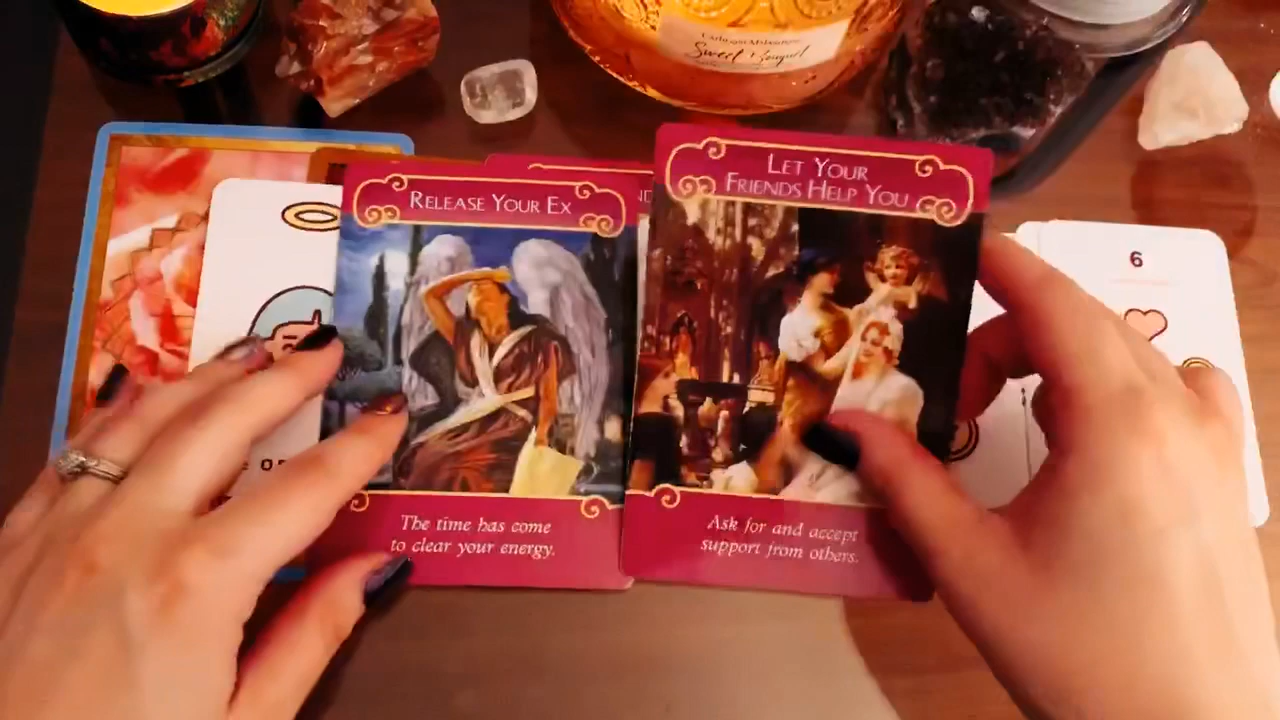 Sweet Bouquet
RELEASE YOUR EX
LET YOUR
FRIENDS HELP YOU
6
The time has come
to clear your energy.
Ask for and accept
support from others.